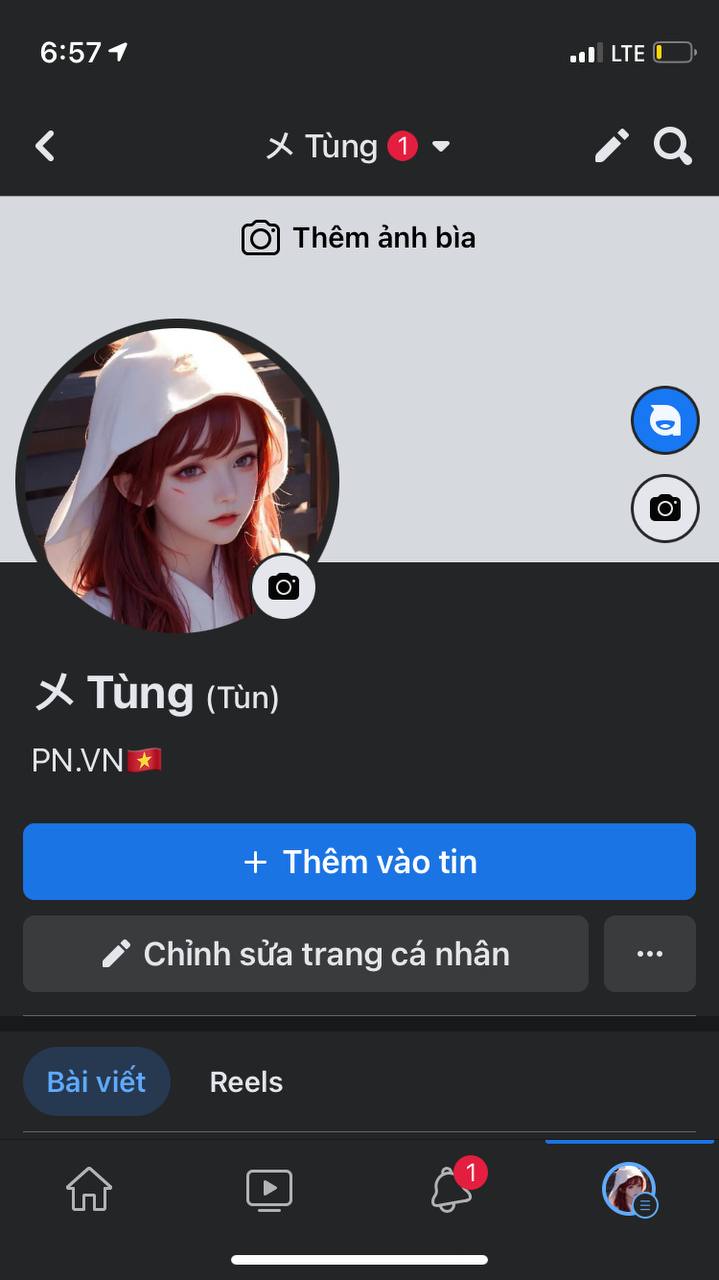 6:57 LTE
〆 Tùng 1
Thêm ảnh bìa
〆 Tùng (Tùn)
PN.VN🇻🇳
+ Thêm vào tin
Chỉnh sửa trang cá nhân
Bài viết Reels
1